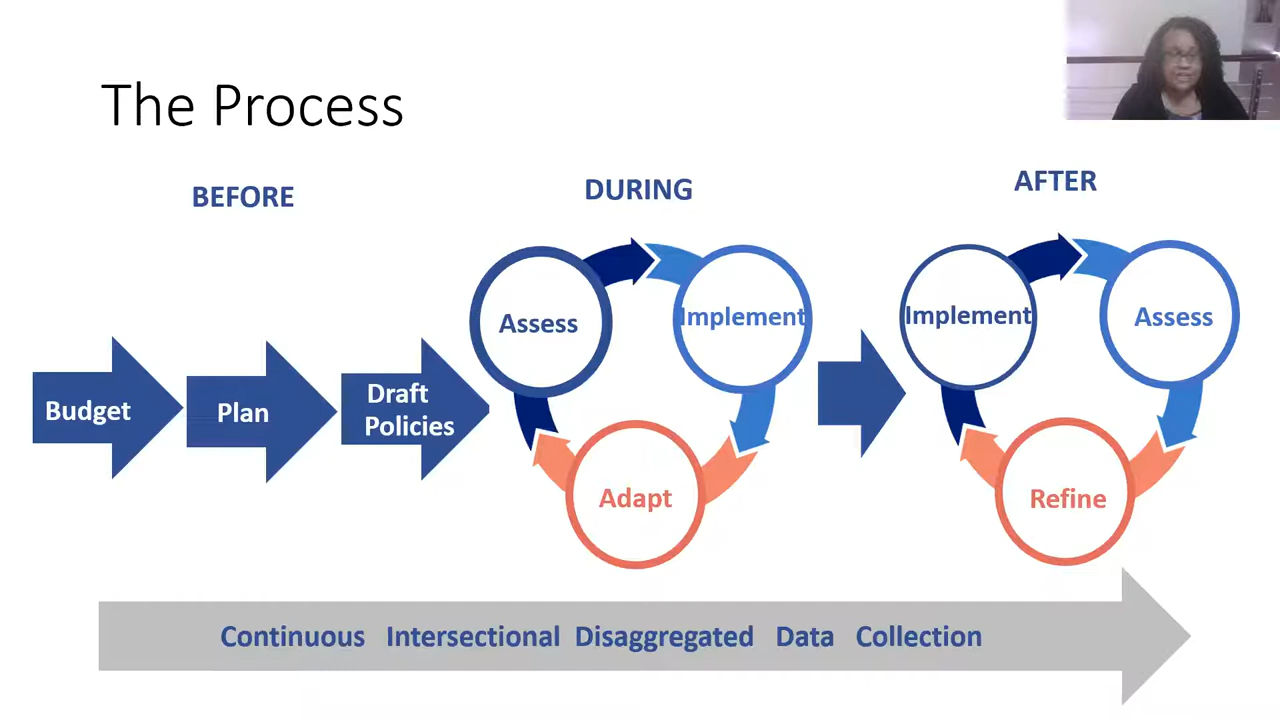 The Process
BEFORE
DURING
AFTER
Budget
Plan
Draft
Policies
Assess
Implement
Adapt
Implement
Assess
Refine
Continuous Intersectional Disaggregated Data Collection